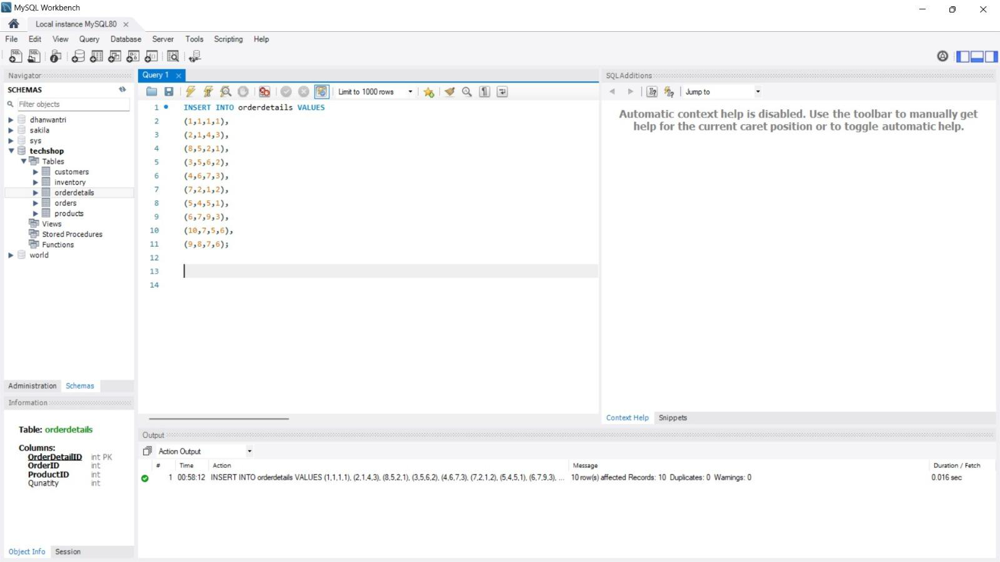 MySQL Workbench
Local instance MySQL80
File Edit View Query Database Server Tools Scripting Help
Navigator
SCHEMAS
Filter objects
dhanwantri
sakila
sys
techshop
Tables
customers
inventory
orderdetails
orders
products
Views
Stored Procedures
Functions
world
Administration Schemas
Information
Table: orderdetails
Columns:
OrderDetailID int PK
OrderID int
ProductID int
Qunatity int
Object Info Session
Query 1
Limit to 1000 rows
1 INSERT INTO orderdetails VALUES
2 (1,1,1,1),
3 (2,1,4,3),
4 (8,5,2,1),
5 (3,5,6,2),
6 (4,6,7,3),
7 (7,2,1,2),
8 (5,4,5,1),
9 (6,7,9,3),
10 (10,7,5,6),
11 (9,8,7,6);
12
13
14
SQLAdditions
Jump to
Automatic context help is disabled. Use the toolbar to manually get
help for the current caret position or to toggle automatic help.
Context Help Snippets
Output
Action Output
# Time Action Message Duration / Fetch
1 00:58:12 INSERT INTO orderdetails VALUES (1,1,1,1), (2,1,4,3), (8,5,2,1), (3,5,6,2), (4,6,7,3), (7,2,1,2), (5,4,5,1), (6,7,9,3), ... 10 row(s) affected Records: 10 Duplicates: 0 Warnings: 0 0.016 sec